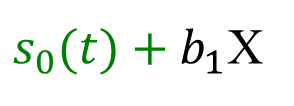 s₀(t) + b₁X